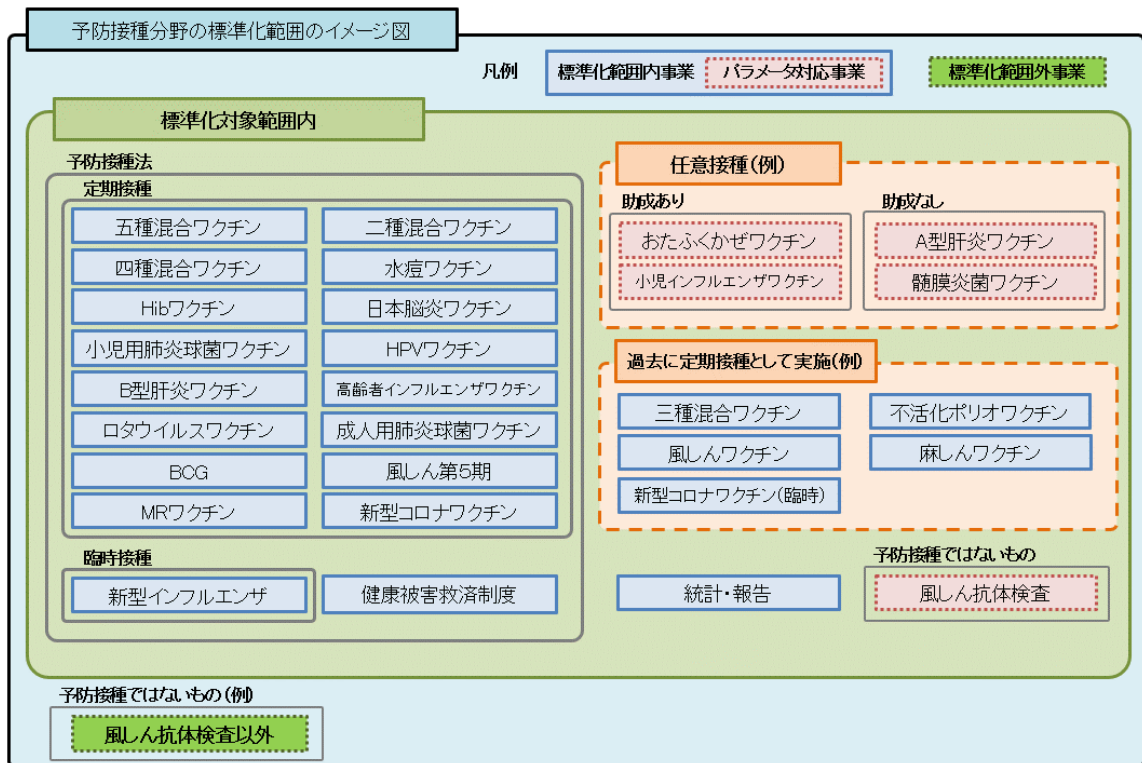 予防接種分野の標準化範囲のイメージ図
凡例
標準化範囲内事業
パラメータ対応事業
標準化範囲外事業
標準化対象範囲内
予防接種法
定期接種
五種混合ワクチン
二種混合ワクチン
四種混合ワクチン
水痘ワクチン
Hibワクチン
日本脳炎ワクチン
小児用肺炎球菌ワクチン
HPVワクチン
B型肝炎ワクチン
高齢者インフルエンザワクチン
ロタウイルスワクチン
成人用肺炎球菌ワクチン
BCG
風しん第5期
MRワクチン
新型コロナワクチン
臨時接種
新型インフルエンザ
健康被害救済制度
任意接種(例)
助成あり
おたふくかぜワクチン
小児インフルエンザワクチン
助成なし
A型肝炎ワクチン
髄膜炎菌ワクチン
過去に定期接種として実施(例)
三種混合ワクチン
不活化ポリオワクチン
風しんワクチン
麻しんワクチン
新型コロナワクチン(臨時)
統計・報告
予防接種ではないもの
風しん抗体検査
予防接種ではないもの(例)
風しん抗体検査以外